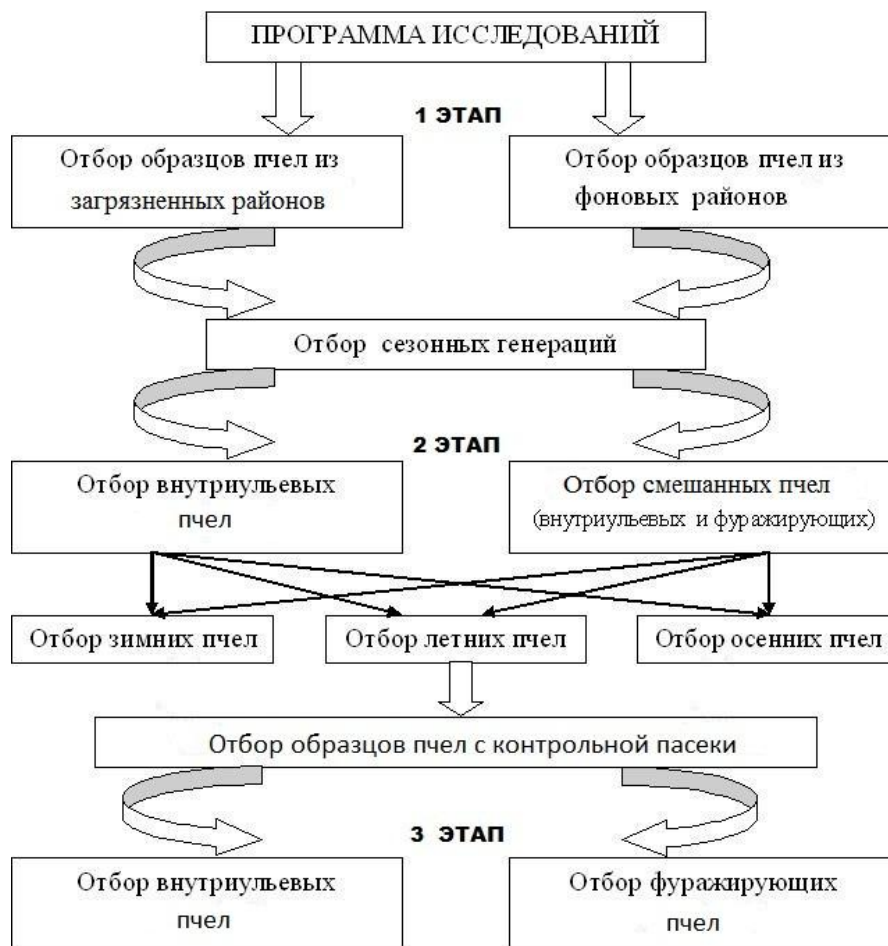 ПРОГРАММА ИССЛЕДОВАНИЙ
1 ЭТАП
Отбор образцов пчел из
загрязненных районов
Отбор образцов пчел из
фоновых районов
Отбор сезонных генераций
2 ЭТАП
Отбор внутриульевых
пчел
Отбор смешанных пчел
(внутриульевых и фуражирующих)
Отбор зимних пчел
Отбор летних пчел
Отбор осенних пчел
Отбор образцов пчел с контрольной пасеки
3 ЭТАП
Отбор внутриульевых
пчел
Отбор фуражирующих
пчел